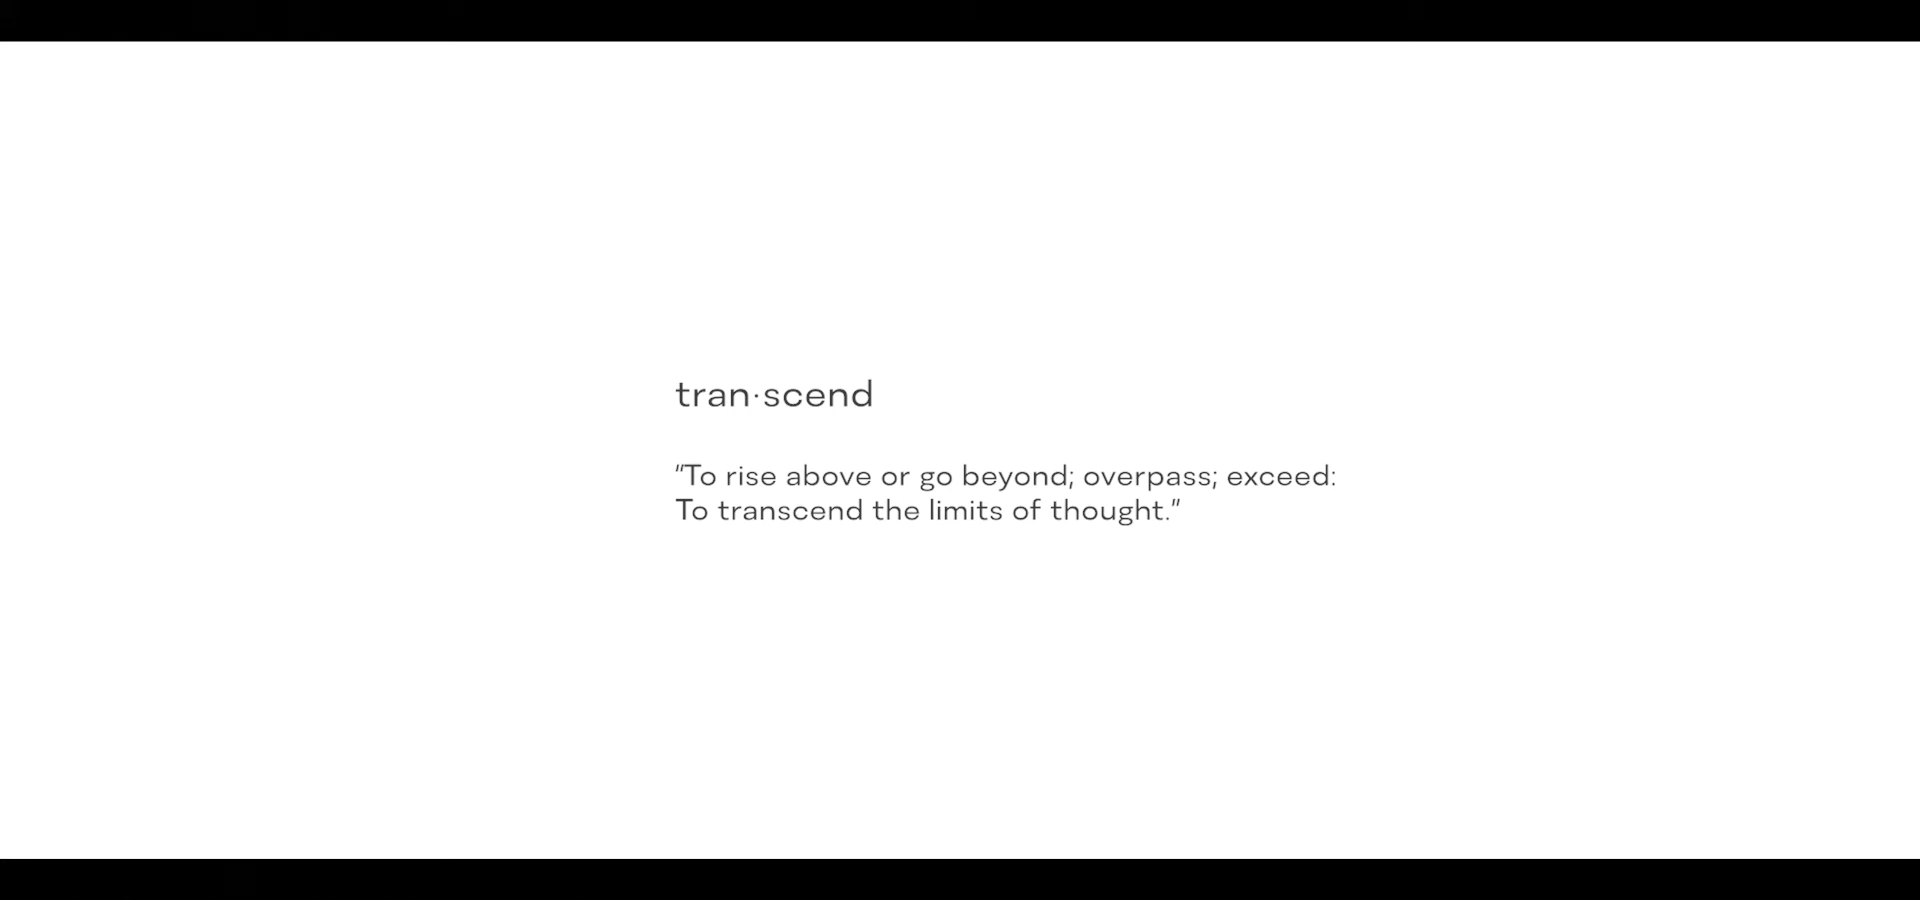 tran·scend
"To rise above or go beyond; overpass; exceed:
To transcend the limits of thought."